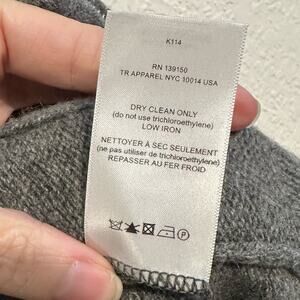 K114
RN 139150
TR APPAREL NYC 10014 USA
DRY CLEAN ONLY
(do not use trichloroethylene)
LOW IRON
NETTOYER À SEC SEULEMENT
(ne pas utiliser de trichloroethylene)
REPASSER AU FER FROID
P